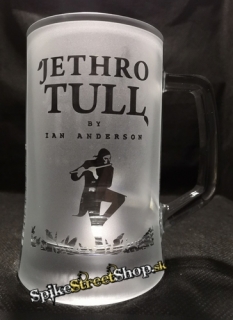 JETHRO
TULL
BY
IAN ANDERSON
SpikeStreetShop.sk